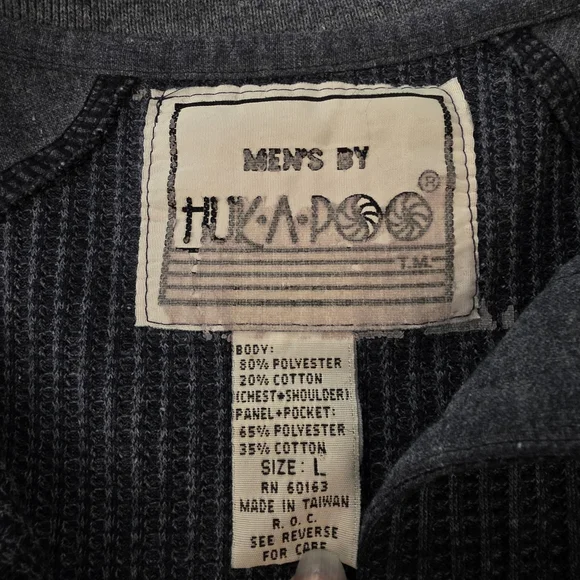 MEN'S BY
HUK·A·POO®
T.M.
BODY:
80% POLYESTER
20% COTTON
(CHEST+SHOULDER)
PANEL+POCKET:
65% POLYESTER
35% COTTON
SIZE: L
RN 60163
MADE IN TAIWAN
R. O. C.
SEE REVERSE
FOR CARE